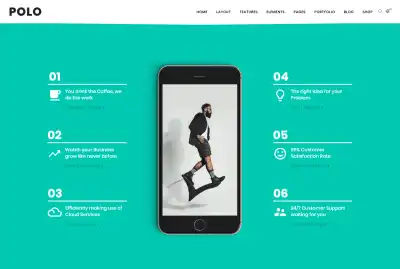 POLO
HOME LAYOUT FEATURES ELEMENTS PAGES PORTFOLIO BLOG SHOP
01
You drink the Coffee, we
do the work
02
Watch your Business
grow like never before
03
Efficiently making use of
Cloud Services
04
The right Idea for your
Problem
05
99% Customer
Satisfaction Rate
06
24/7 Customer Support
waiting for you